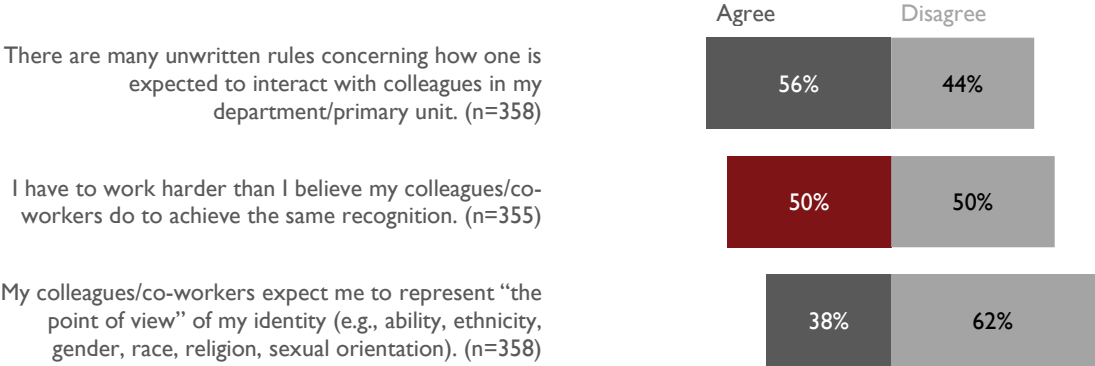 Agree Disagree
There are many unwritten rules concerning how one is
expected to interact with colleagues in my
department/primary unit. (n=358)
56% 44%
I have to work harder than I believe my colleagues/co-
workers do to achieve the same recognition. (n=355)
50% 50%
My colleagues/co-workers expect me to represent “the
point of view” of my identity (e.g., ability, ethnicity,
gender, race, religion, sexual orientation). (n=358)
38% 62%